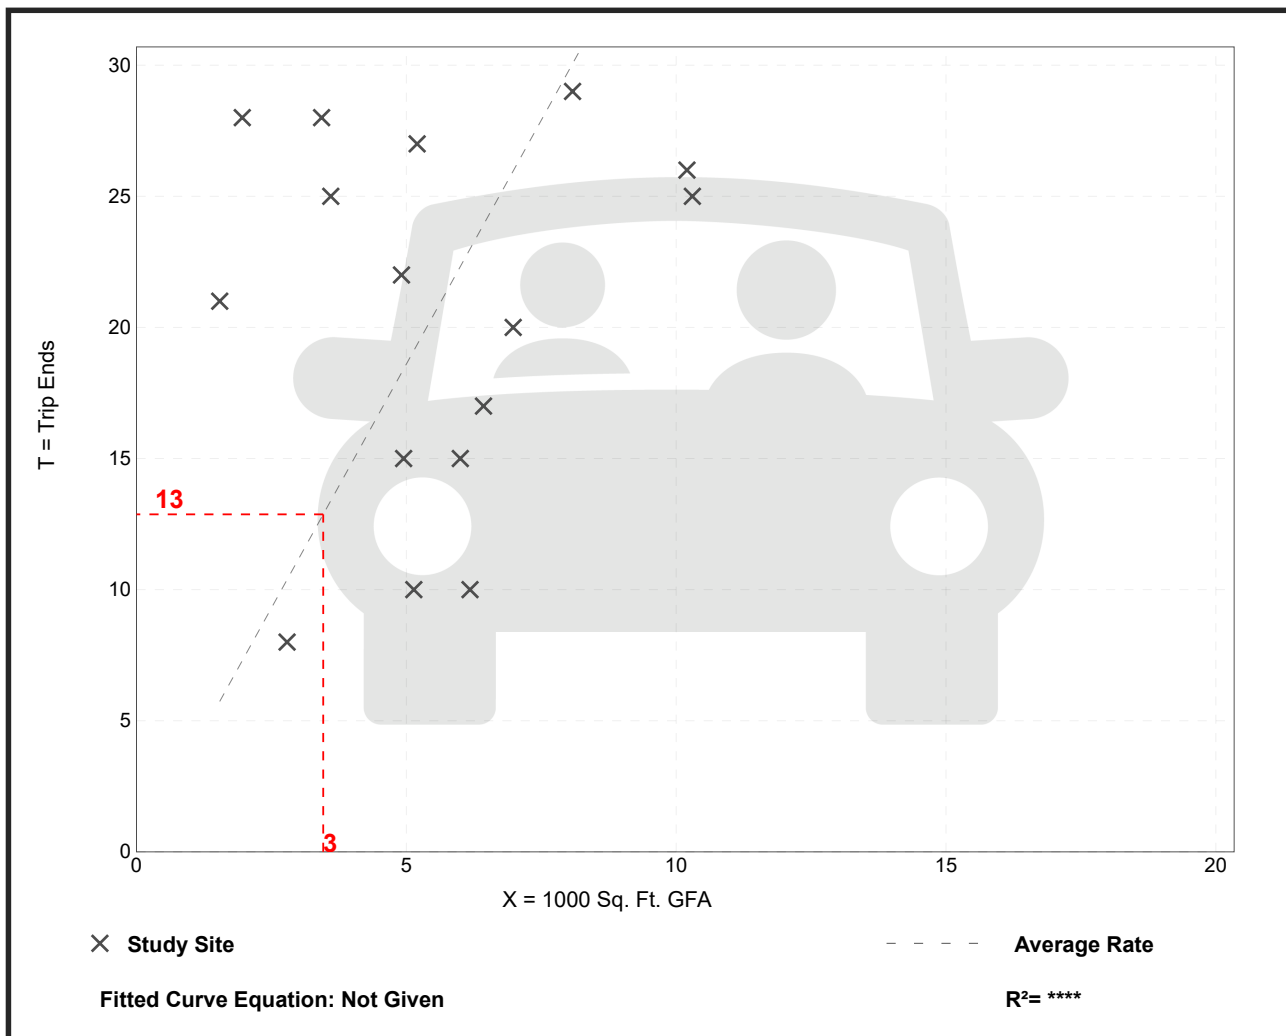 30
25
20
15
10
5
0
T = Trip Ends
13
3
0 5 10 15 20
X = 1000 Sq. Ft. GFA
Study Site
Average Rate
Fitted Curve Equation: Not Given
R²= ****